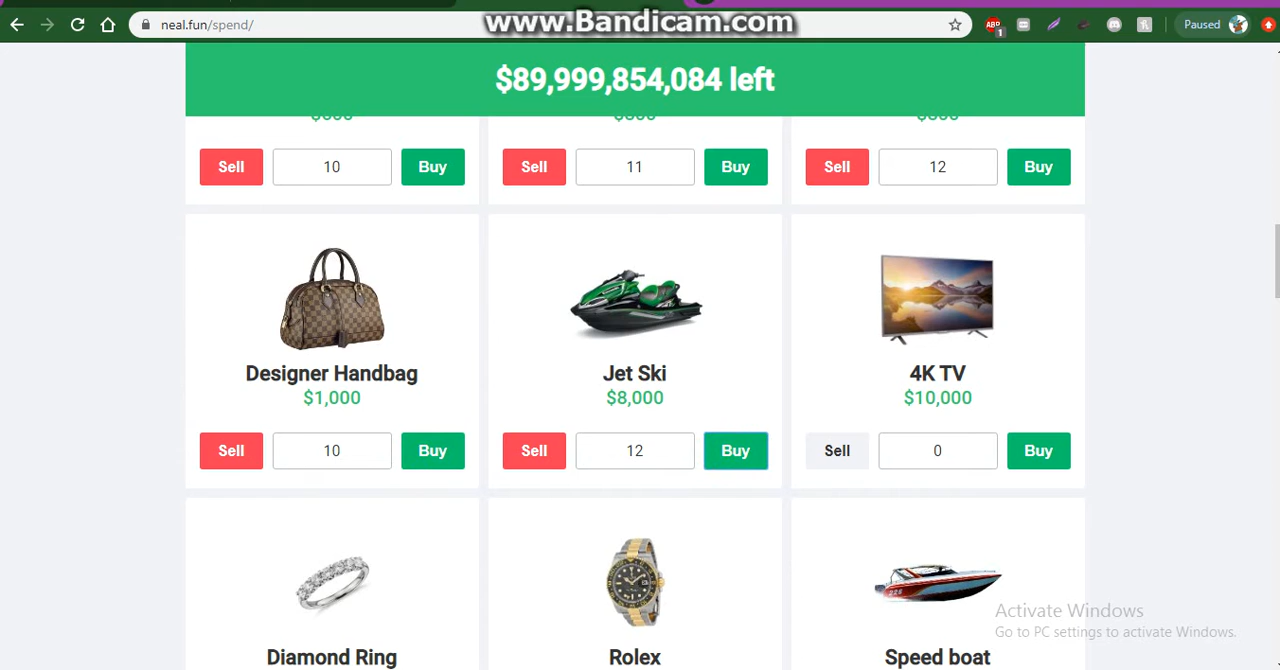 neal.fun/spend/
www.Bandicam.com
ABP
1
Paused
$89,999,854,084 left
Sell 10 Buy
Sell 11 Buy
Sell 12 Buy
Designer Handbag
$1,000
Sell 10 Buy
Jet Ski
$8,000
Sell 12 Buy
4K TV
$10,000
Sell 0 Buy
Diamond Ring
Rolex
Speed boat
Activate Windows
Go to PC settings to activate Windows.